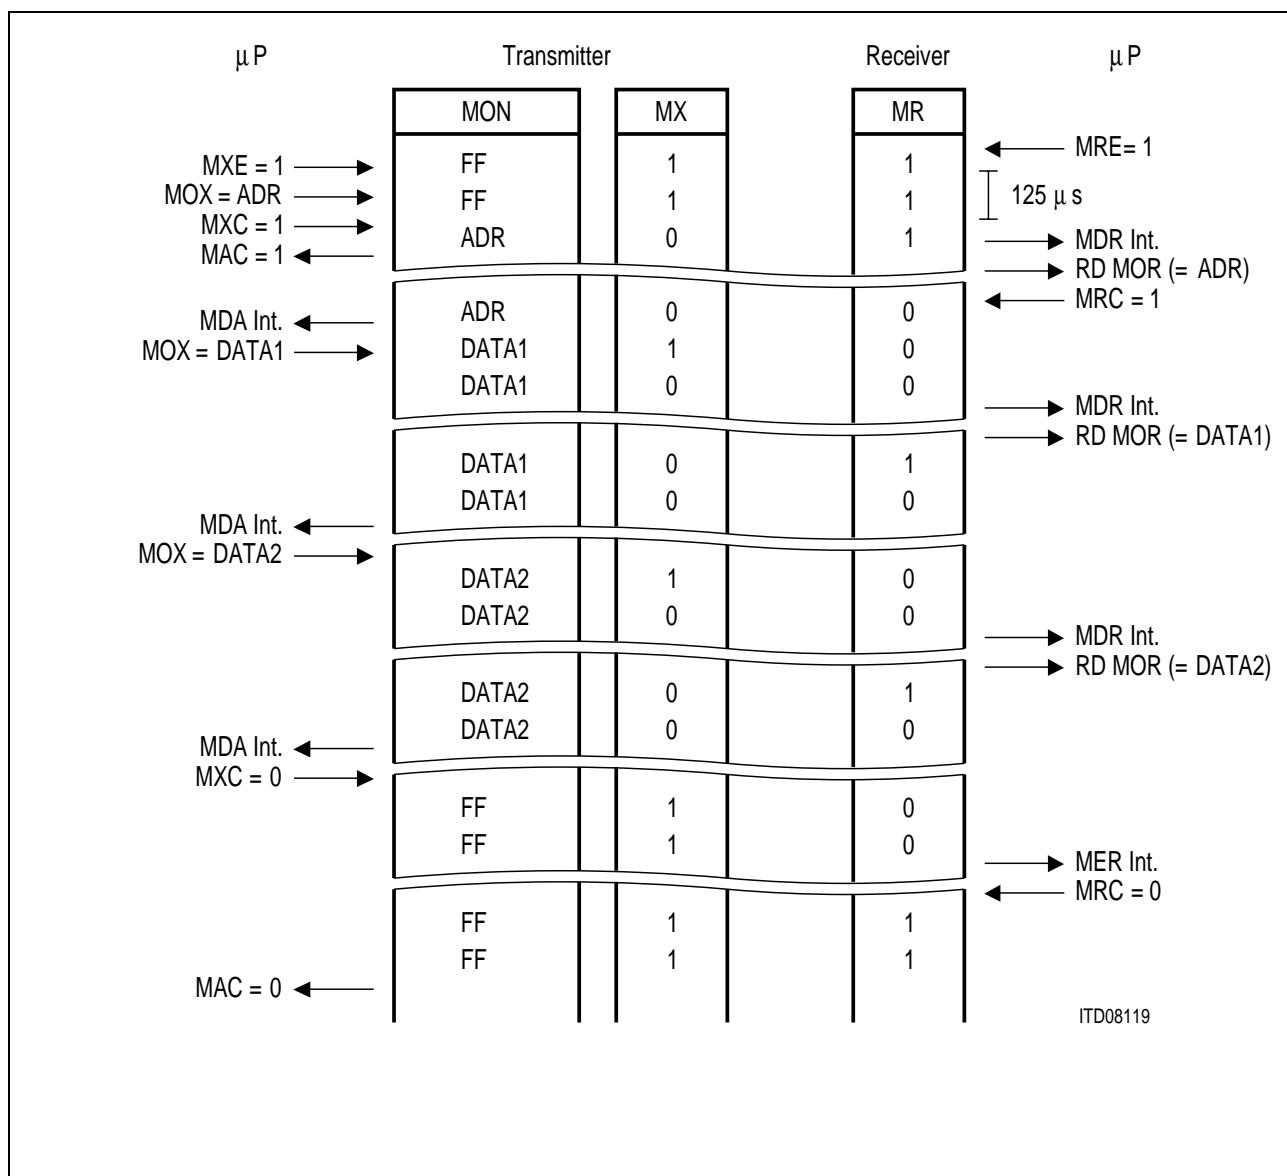 µ P Transmitter Receiver µ P
MON MX MR
MRE= 1
MXE = 1 FF 1 1
MOX = ADR FF 1 1 125 µ s
MXC = 1
ADR 0 1 MDR Int.
MAC = 1
RD MOR (= ADR)
MRC = 1
ADR 0 0
MDA Int.
MOX = DATA1 DATA1 1 0
DATA1 0 0
MDR Int.
RD MOR (= DATA1)
DATA1 0 1
DATA1 0 0
MDA Int.
MOX = DATA2
DATA2 1 0
DATA2 0 0
MDR Int.
RD MOR (= DATA2)
DATA2 0 1
DATA2 0 0
MDA Int.
MXC = 0
FF 1 0
FF 1 0
MER Int.
MRC = 0
FF 1 1
FF 1 1
MAC = 0
ITD08119